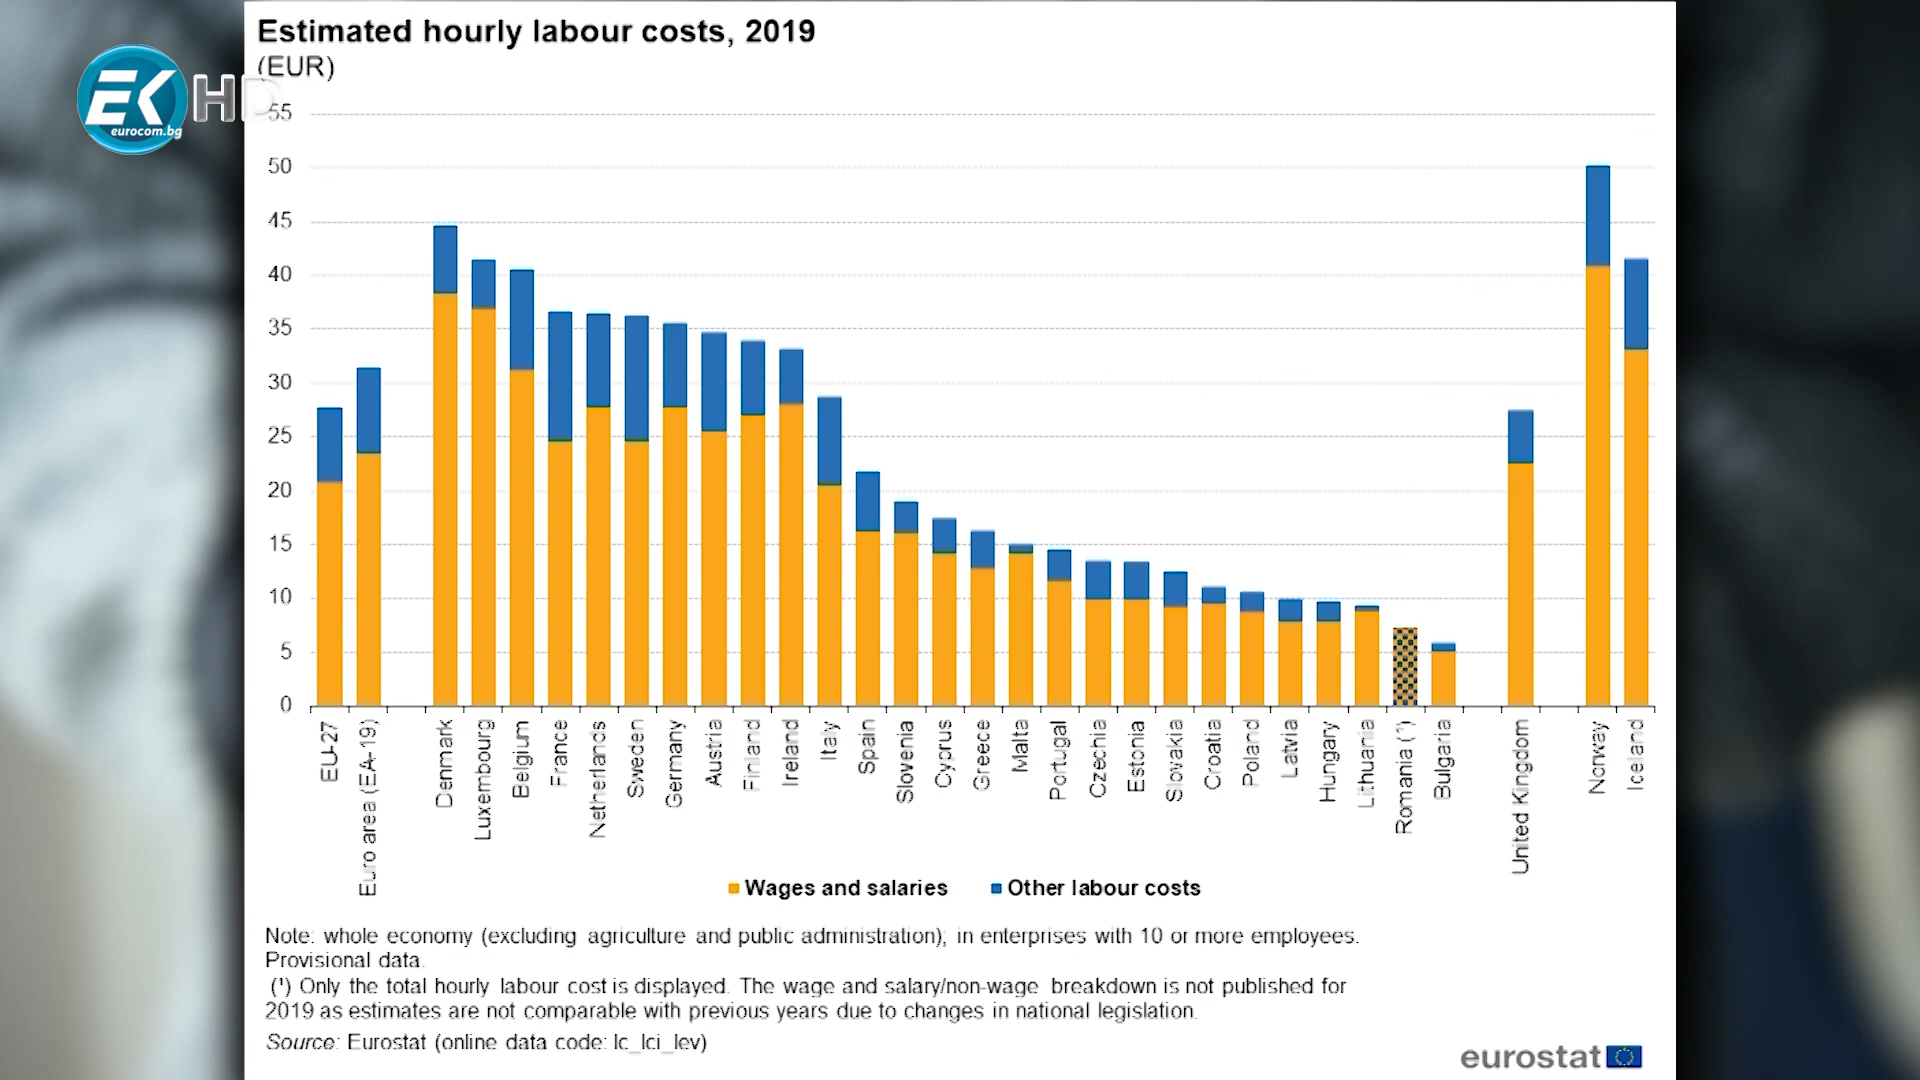 Estimated hourly labour costs, 2019
(EUR)
EK HD
eurocom.bg
55
50
45
40
35
30
25
20
15
10
5
0
EU-27
Euro area (EA-19)
Denmark
Luxembourg
Belgium
France
Netherlands
Sweden
Germany
Austria
Finland
Ireland
Italy
Spain
Slovenia
Cyprus
Greece
Malta
Portugal
Czechia
Estonia
Slovakia
Croatia
Poland
Latvia
Hungary
Lithuania
Romania (¹)
Bulgaria
United Kingdom
Norway
Iceland
Wages and salaries
Other labour costs
Note: whole economy (excluding agriculture and public administration); in enterprises with 10 or more employees.
Provisional data.
(¹) Only the total hourly labour cost is displayed. The wage and salary/non-wage breakdown is not published for
2019 as estimates are not comparable with previous years due to changes in national legislation.
Source: Eurostat (online data code: lc_lci_lev)
eurostat